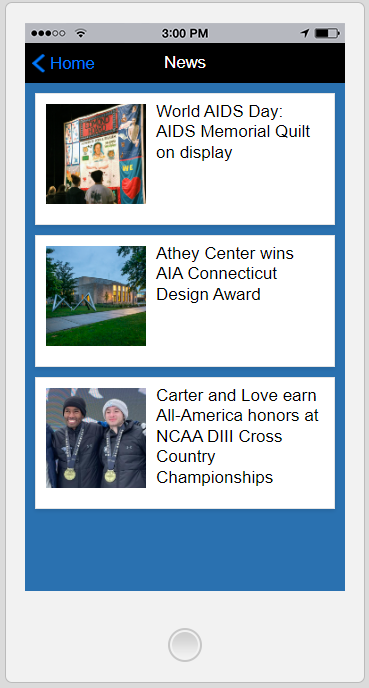 3:00 PM
Home
News
World AIDS Day:
AIDS Memorial Quilt
on display
Athey Center wins
AIA Connecticut
Design Award
Carter and Love earn
All-America honors at
NCAA DIII Cross
Country
Championships